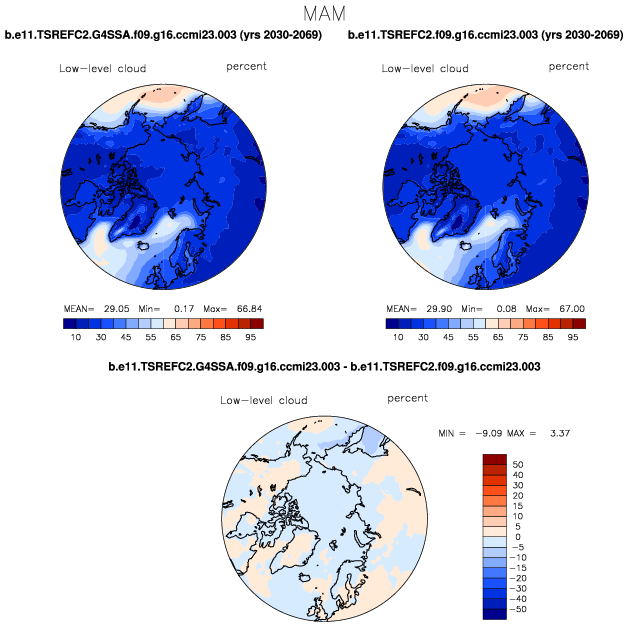 MAM
b.e11.TSREFC2.G4SSA.f09.g16.ccmi23.003 (yrs 2030-2069)
b.e11.TSREFC2.f09.g16.ccmi23.003 (yrs 2030-2069)
Low-level cloud percent
Low-level cloud percent
MEAN= 29.05 Min= 0.17 Max= 66.84
MEAN= 29.90 Min= 0.08 Max= 67.00
10 30 45 55 65 75 85 95
10 30 45 55 65 75 85 95
b.e11.TSREFC2.G4SSA.f09.g16.ccmi23.003 - b.e11.TSREFC2.f09.g16.ccmi23.003
Low-level cloud percent
MIN = -9.09 MAX = 3.37
50
40
30
20
15
10
5
0
-5
-10
-15
-20
-30
-40
-50